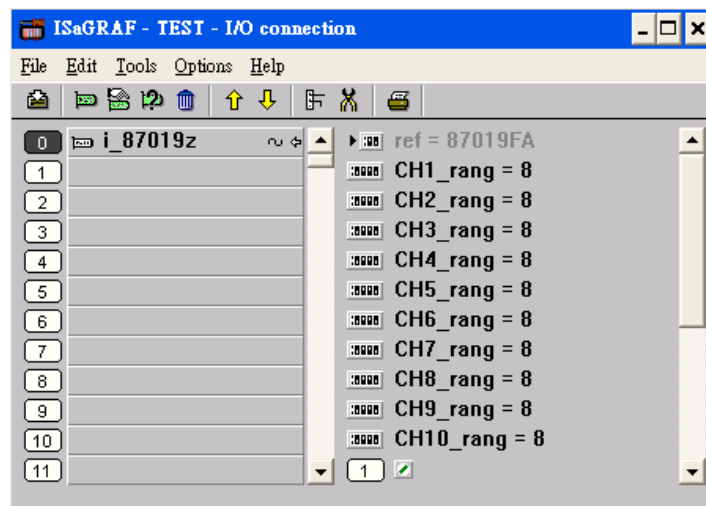 ISaGRAF - TEST - I/O connection
File Edit Tools Options Help
0 i_87019z
1
2
3
4
5
6
7
8
9
10
11
ref = 87019FA
CH1_rang = 8
CH2_rang = 8
CH3_rang = 8
CH4_rang = 8
CH5_rang = 8
CH6_rang = 8
CH7_rang = 8
CH8_rang = 8
CH9_rang = 8
CH10_rang = 8
1